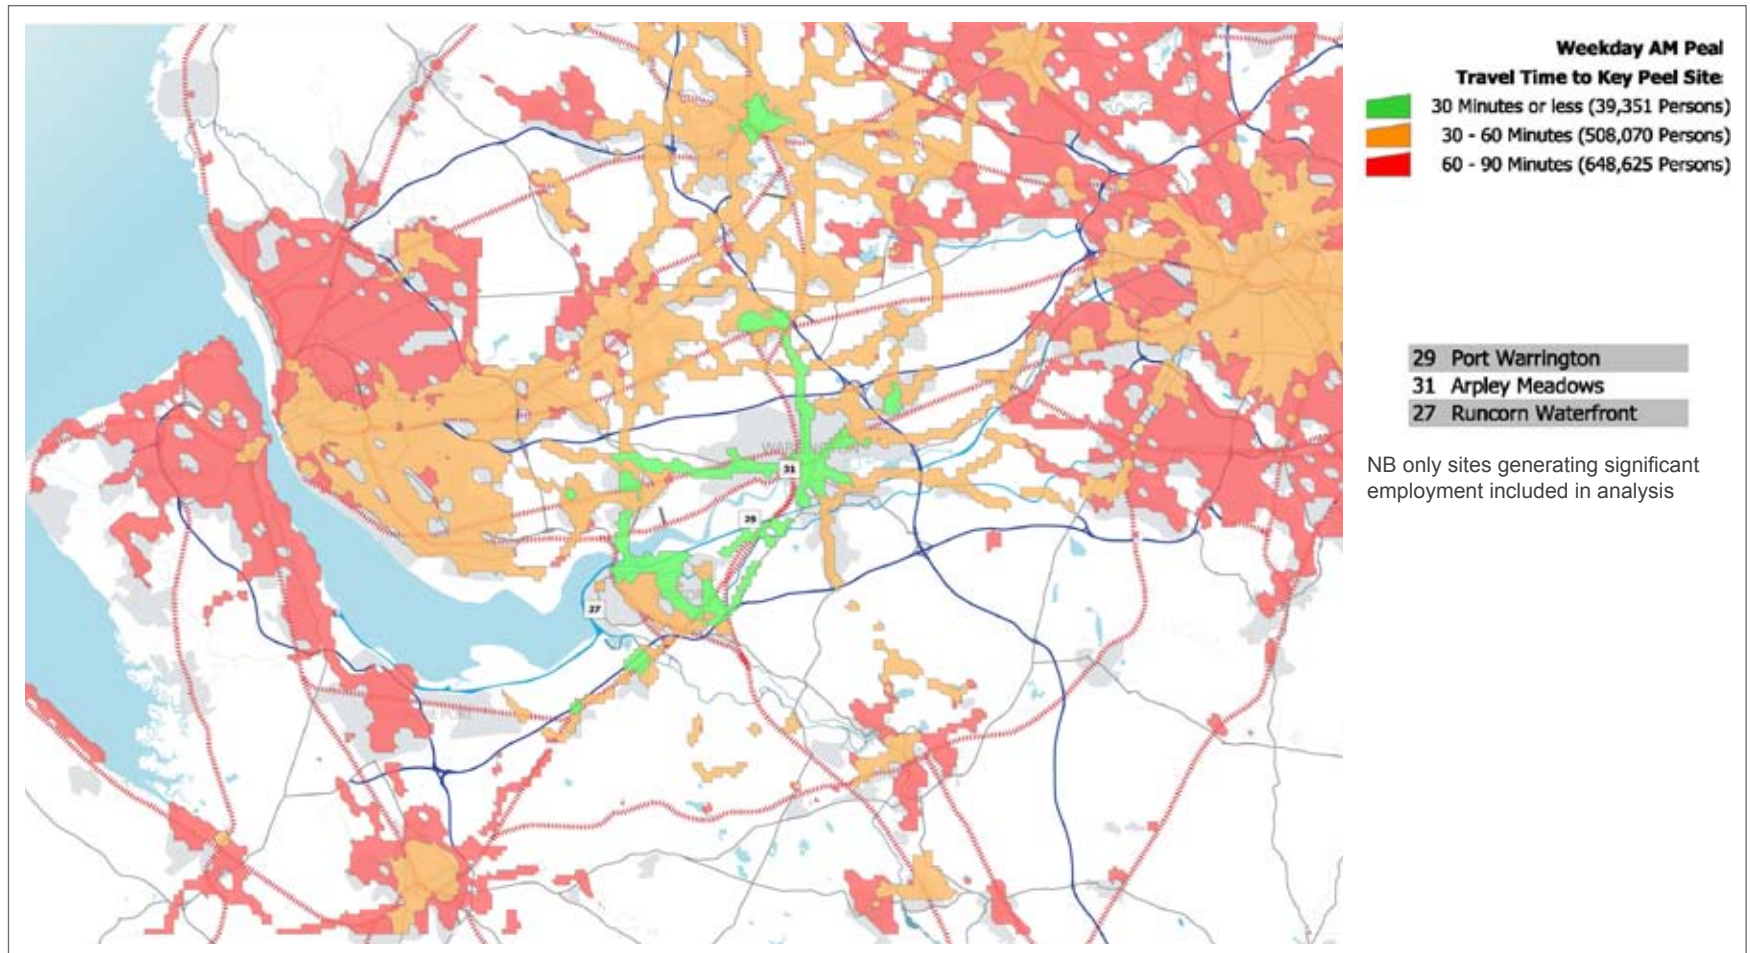 Weekday AM Peal
Travel Time to Key Peel Site
30 Minutes or less (39,351 Persons)
30 - 60 Minutes (508,070 Persons)
60 - 90 Minutes (648,625 Persons)
29 Port Warrington
31 Arpley Meadows
27 Runcorn Waterfront
NB only sites generating significant
employment included in analysis
WARRINGTON
31
29
27